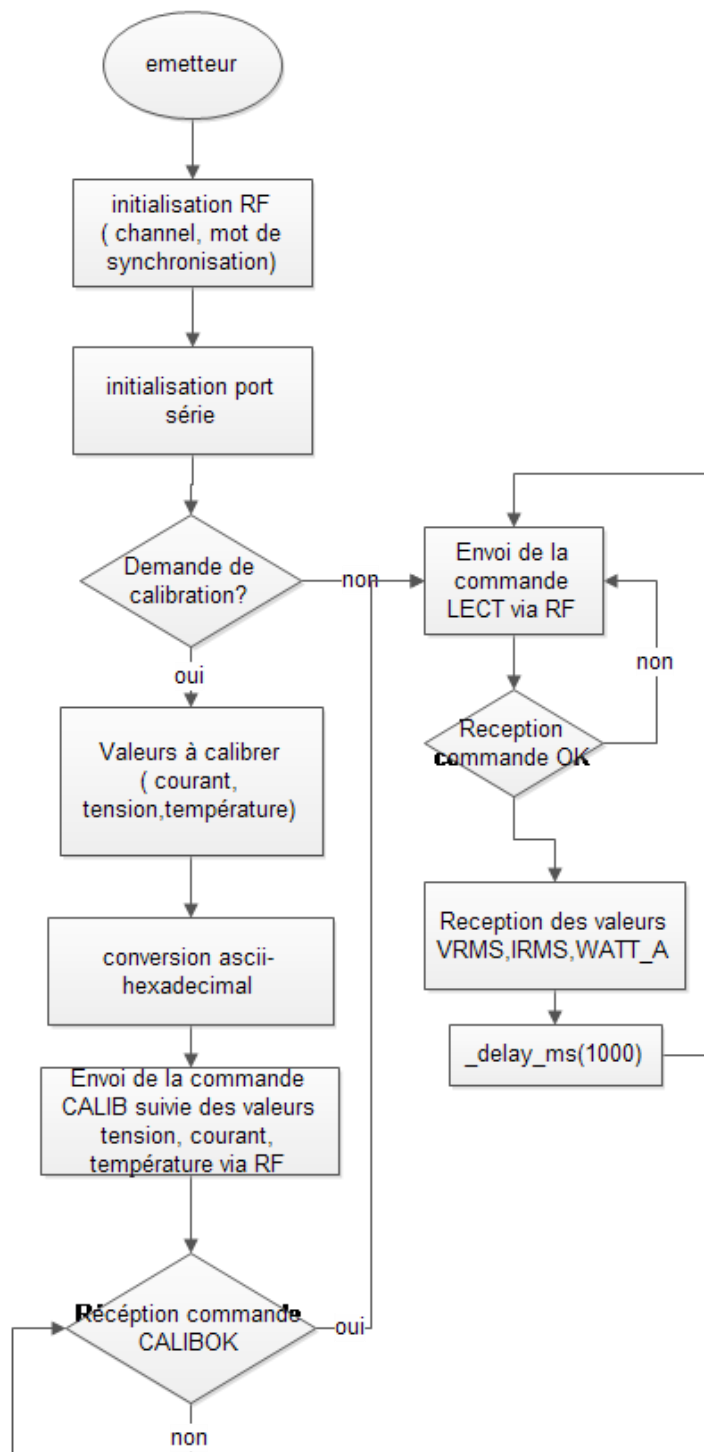 emetteur
initialisation RF
( channel, mot de
synchronisation)
initialisation port
série
Demande de
calibration?
non
oui
Valeurs à calibrer
( courant,
tension,température)
conversion ascii-
hexadecimal
Envoi de la commande
CALIB suivie des valeurs
tension, courant,
température via RF
Récéption commande
CALIBOK
oui
non
Envoi de la
commande
LECT via RF
non
Reception
commande OK
Reception des valeurs
VRMS,IRMS,WATT_A
_delay_ms(1000)